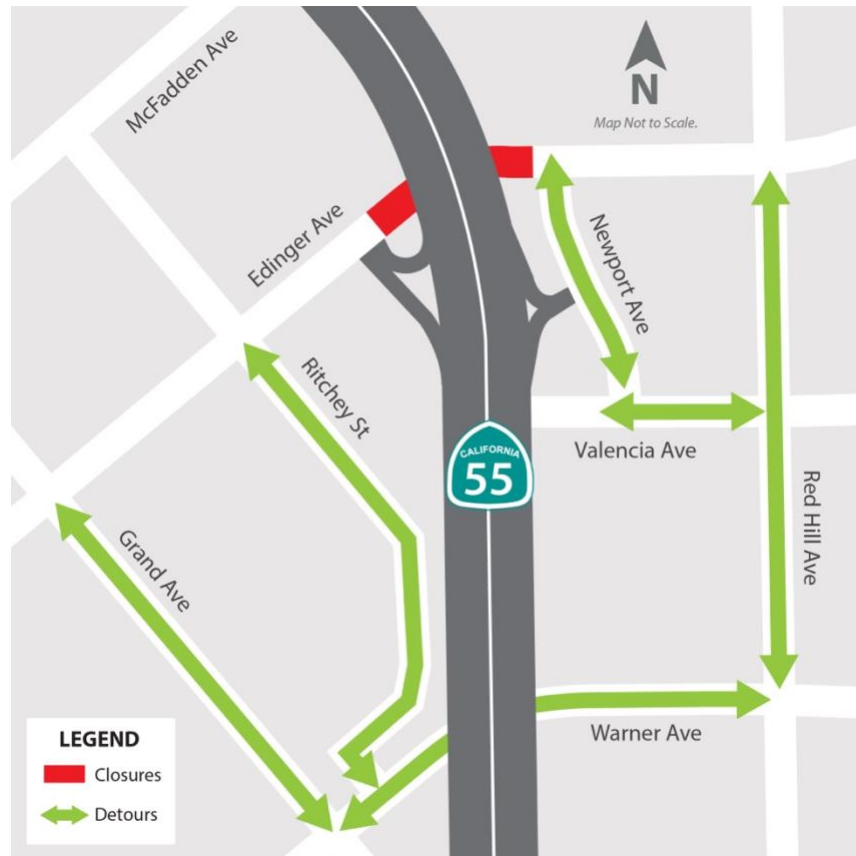 McFadden Ave
N
Map Not to Scale.
Edinger Ave
Newport Ave
Ritchey St
Valencia Ave
CALIFORNIA
55
Red Hill Ave
Grand Ave
Warner Ave
LEGEND
Closures
Detours